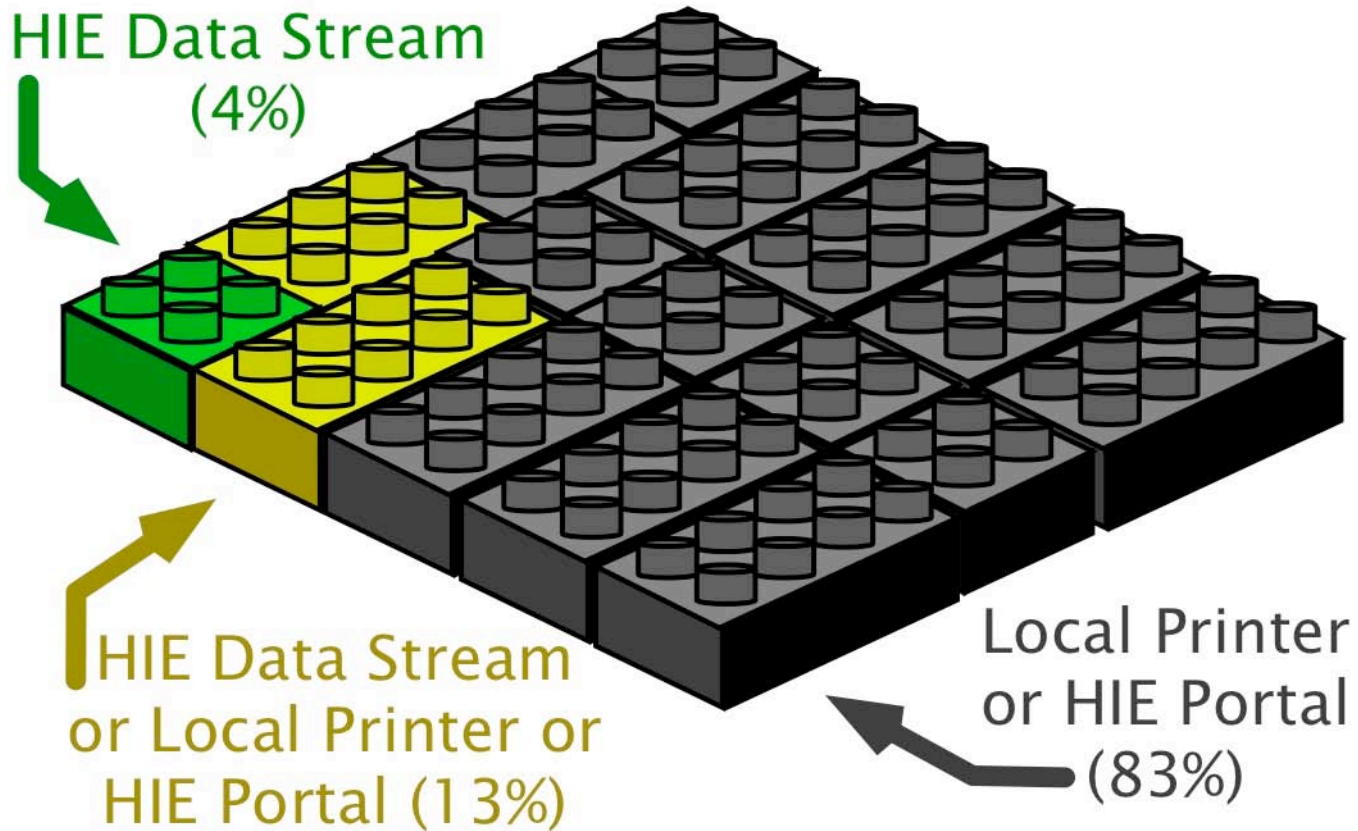 HIE Data Stream
(4%)
HIE Data Stream
or Local Printer or
HIE Portal (13%)
Local Printer
or HIE Portal
(83%)